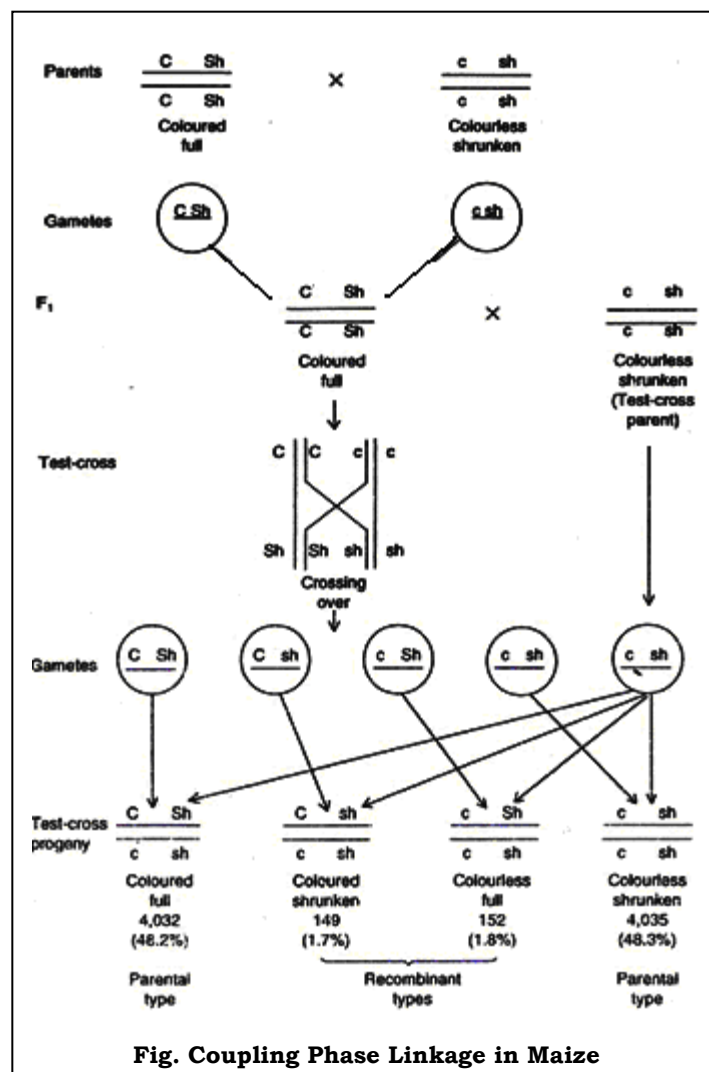 Parents
C Sh
C Sh
Coloured
full
×
c sh
c sh
Colourless
shrunken
Gametes
C Sh
c sh
F₁
C Sh
C Sh
Coloured
full
×
c sh
c sh
Colourless
shrunken
(Test-cross
parent)
Test-cross
C C c c
Sh Sh sh sh
Crossing
over
Gametes
C Sh
C sh
c Sh
c sh
c sh
Test-cross
progeny
C Sh
c sh
Coloured
full
4,032
(46.2%)
C sh
c sh
Coloured
shrunken
149
(1.7%)
c Sh
c sh
Colourless
full
152
(1.8%)
c sh
c sh
Colourless
shrunken
4,035
(48.3%)
Parental
type
Recombinant
types
Parental
type
Fig. Coupling Phase Linkage in Maize